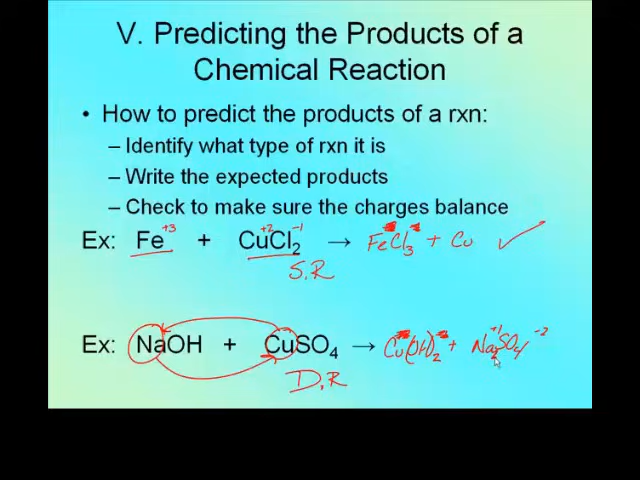 V. Predicting the Products of a
Chemical Reaction
• How to predict the products of a rxn:
– Identify what type of rxn it is
– Write the expected products
– Check to make sure the charges balance
+3 +2 -1
Ex: Fe + CuCl2 → FeCl3 + Cu ✓
S.R
+1 -2
Ex: NaOH + CuSO4 → Cu(OH)2 + Na2SO4
D.R